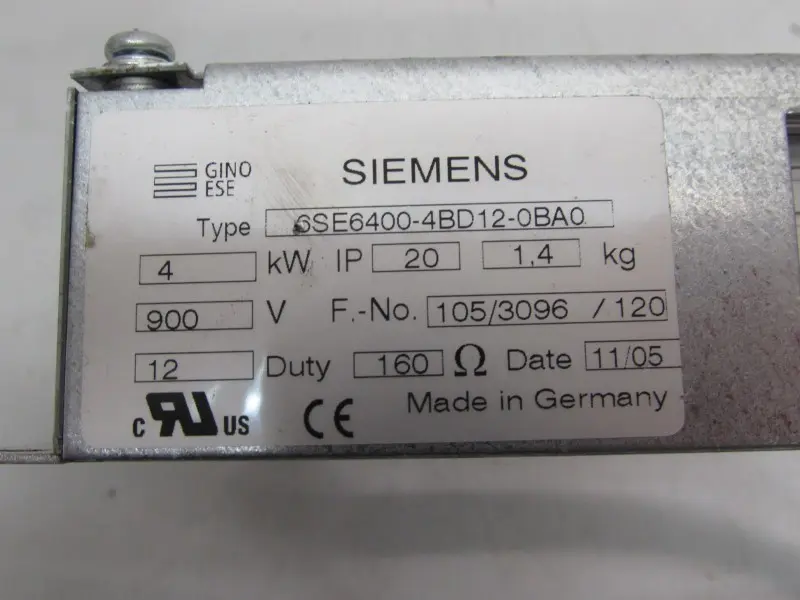 GINO
ESE
SIEMENS
Type 6SE6400-4BD12-0BA0
4 kW IP 20 1,4 kg
900 V F.-No. 105/3096 /120
12 Duty 160 Ω Date 11/05
c RU US CE Made in Germany